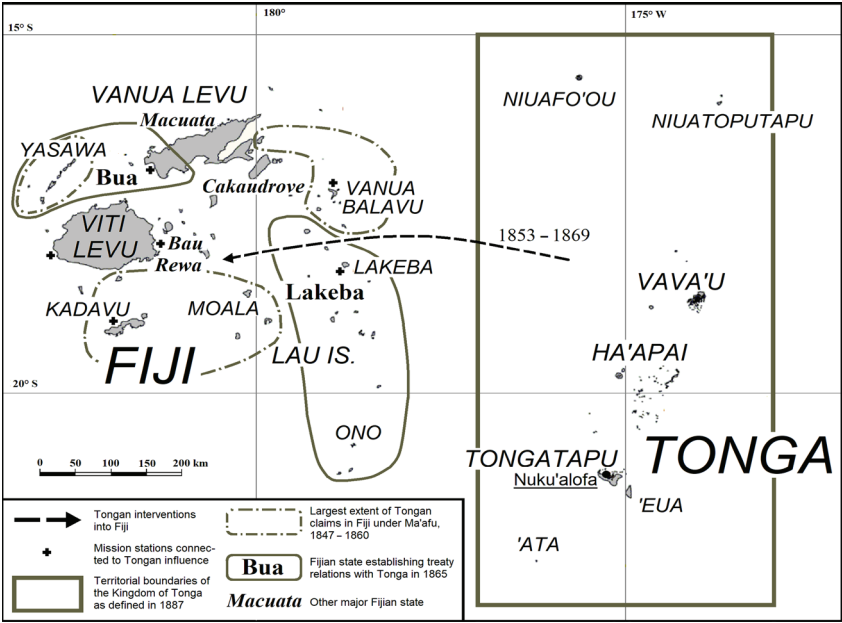 180°
175° W
15° S
VANUA LEVU
Macuata
NIUAFO'OU
NIUATOPUTAPU
YASAWA
Bua
Cakaudrove
VANUA
BALAVU
VITI
LEVU
Bau
Rewa
1853 – 1869
LAKEBA
Lakeba
VAVA'U
KADAVU
MOALA
HA'APAI
FIJI
LAU IS.
20° S
ONO
TONGATAPU
TONGA
Nuku'alofa
'EUA
'ATA
0 50 100 150 200 km
Tongan interventions
into Fiji
Mission stations connec-
ted to Tongan influence
Territorial boundaries of
the Kingdom of Tonga
as defined in 1887
Largest extent of Tongan
claims in Fiji under Ma'afu,
1847 – 1860
Bua
Fijian state establishing treaty
relations with Tonga in 1865
Macuata
Other major Fijian state